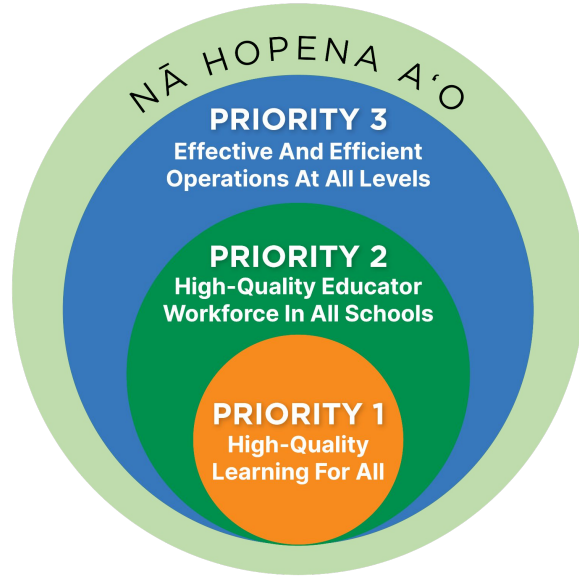 NĀ HOPENA AʻO
PRIORITY 3
Effective And Efficient
Operations At All Levels
PRIORITY 2
High-Quality Educator
Workforce In All Schools
PRIORITY 1
High-Quality
Learning For All